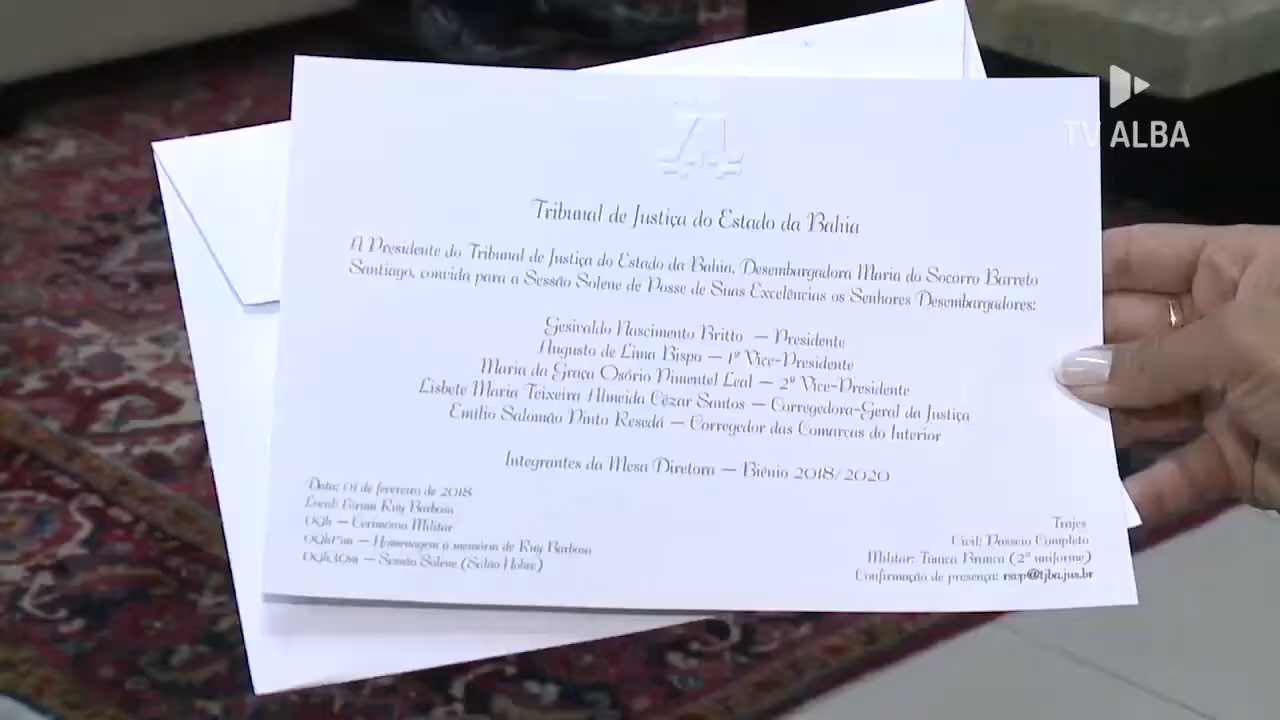 TV ALBA
Tribunal de Justiça do Estado da Bahia
A Presidente do Tribunal de Justiça do Estado da Bahia, Desembargadora Maria do Socorro Barreto
Santiago, convida para a Sessão Solene de Posse de Suas Excelências os Senhores Desembargadores:
Gesivaldo Nascimento Britto — Presidente
Augusto de Lima Bispo — 1º Vice-Presidente
Maria da Graça Osório Pimentel Leal — 2ª Vice-Presidente
Lisbete Maria Teixeira Almeida Cézar Santos — Corregedora-Geral da Justiça
Emílio Salomão Pinto Resedá — Corregedor das Comarcas do Interior
Integrantes da Mesa Diretora — Biênio 2018/2020
Data: 01 de fevereiro de 2018
Local: Fórum Ruy Barbosa
09h — Cerimônia Militar
— Homenagem à memória de Ruy Barbosa
09h30m — Sessão Solene (Salão Nobre)
Trajes
Civil: Passeio Completo
Militar: Túnica Branca (2º uniforme)
Confirmação de presença: rsvp@tjba.jus.br